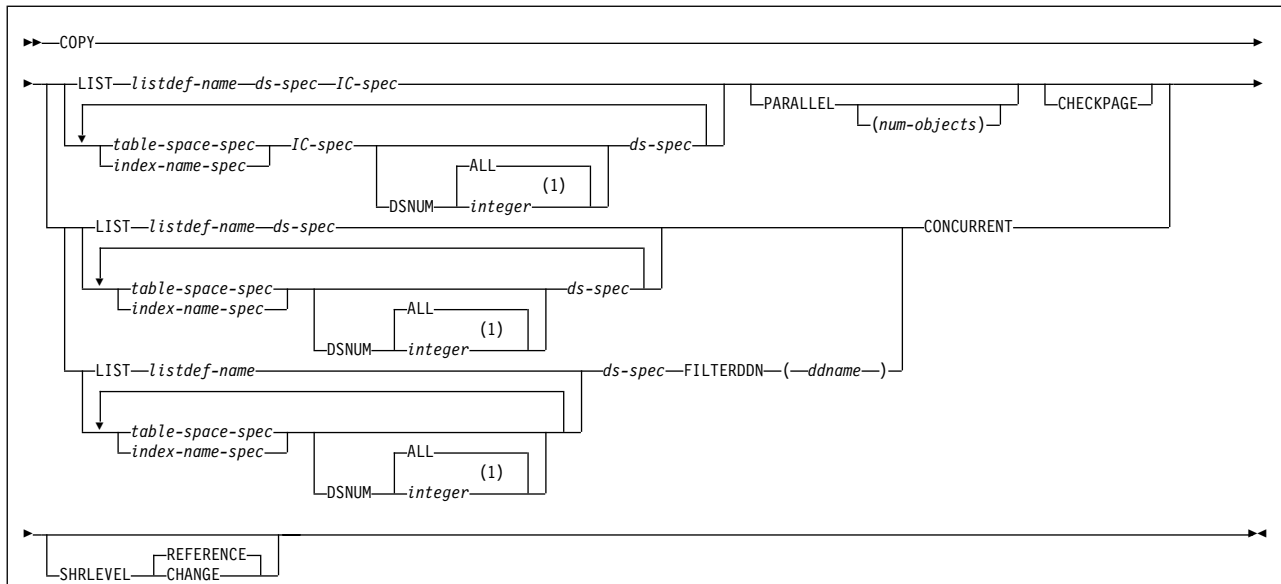 COPY
LIST listdef-name ds-spec IC-spec
PARALLEL
(num-objects)
CHECKPAGE
table-space-spec
index-name-spec
IC-spec
DSNUM
ALL
(1)
integer
ds-spec
LIST listdef-name ds-spec
CONCURRENT
table-space-spec
index-name-spec
DSNUM
ALL
(1)
integer
ds-spec
LIST listdef-name
ds-spec FILTERDDN ( ddname )
table-space-spec
index-name-spec
DSNUM
ALL
(1)
integer
SHRLEVEL
REFERENCE
CHANGE